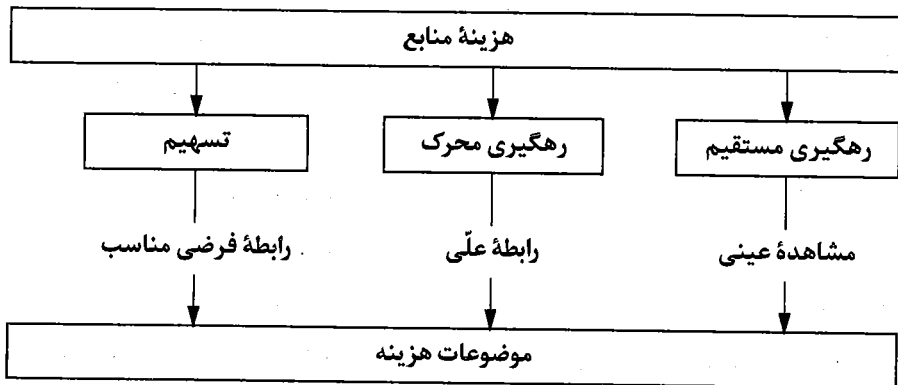 هزینهٔ منابع
رهگیری مستقیم
رهگیری محرک
تسهیم
مشاهدهٔ عینی
رابطهٔ علّی
رابطهٔ فرضی مناسب
موضوعات هزینه